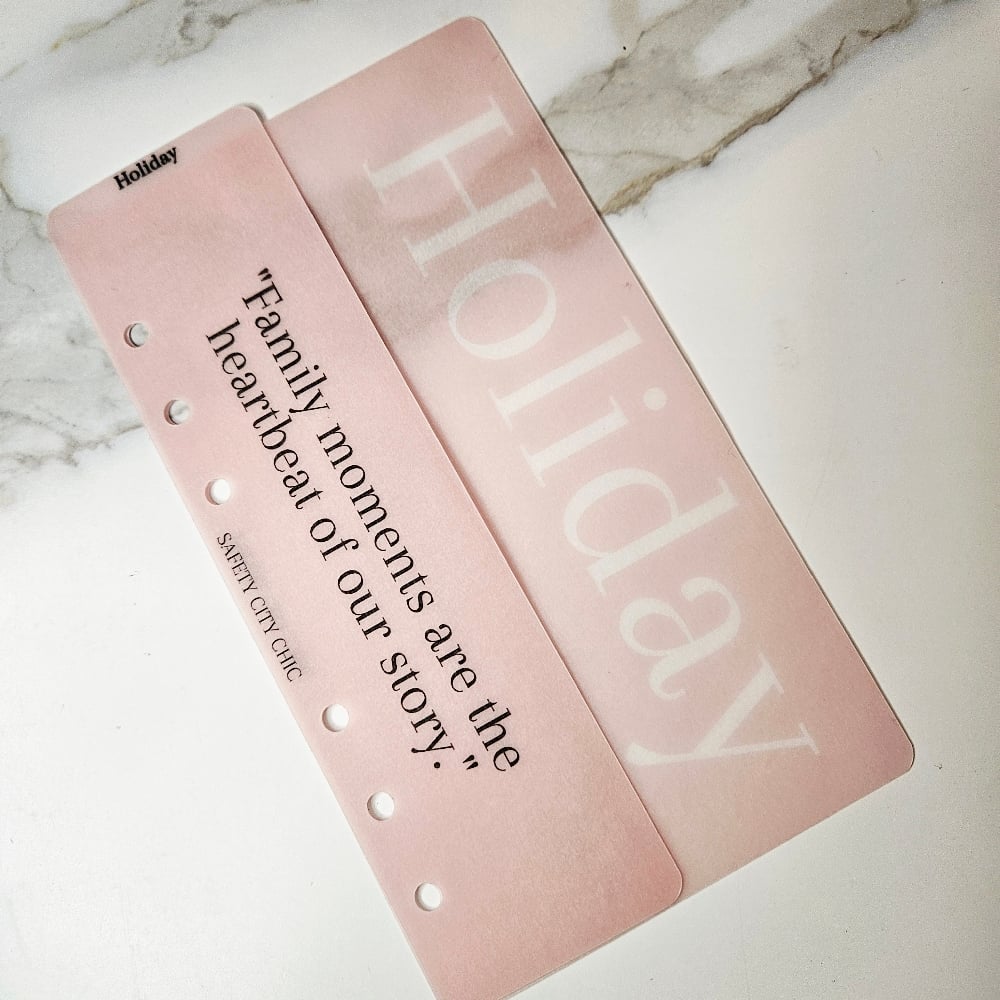 Holiday
Holiday
"Family moments are the
heartbeat of our story."
SAFETY CITY CHIC